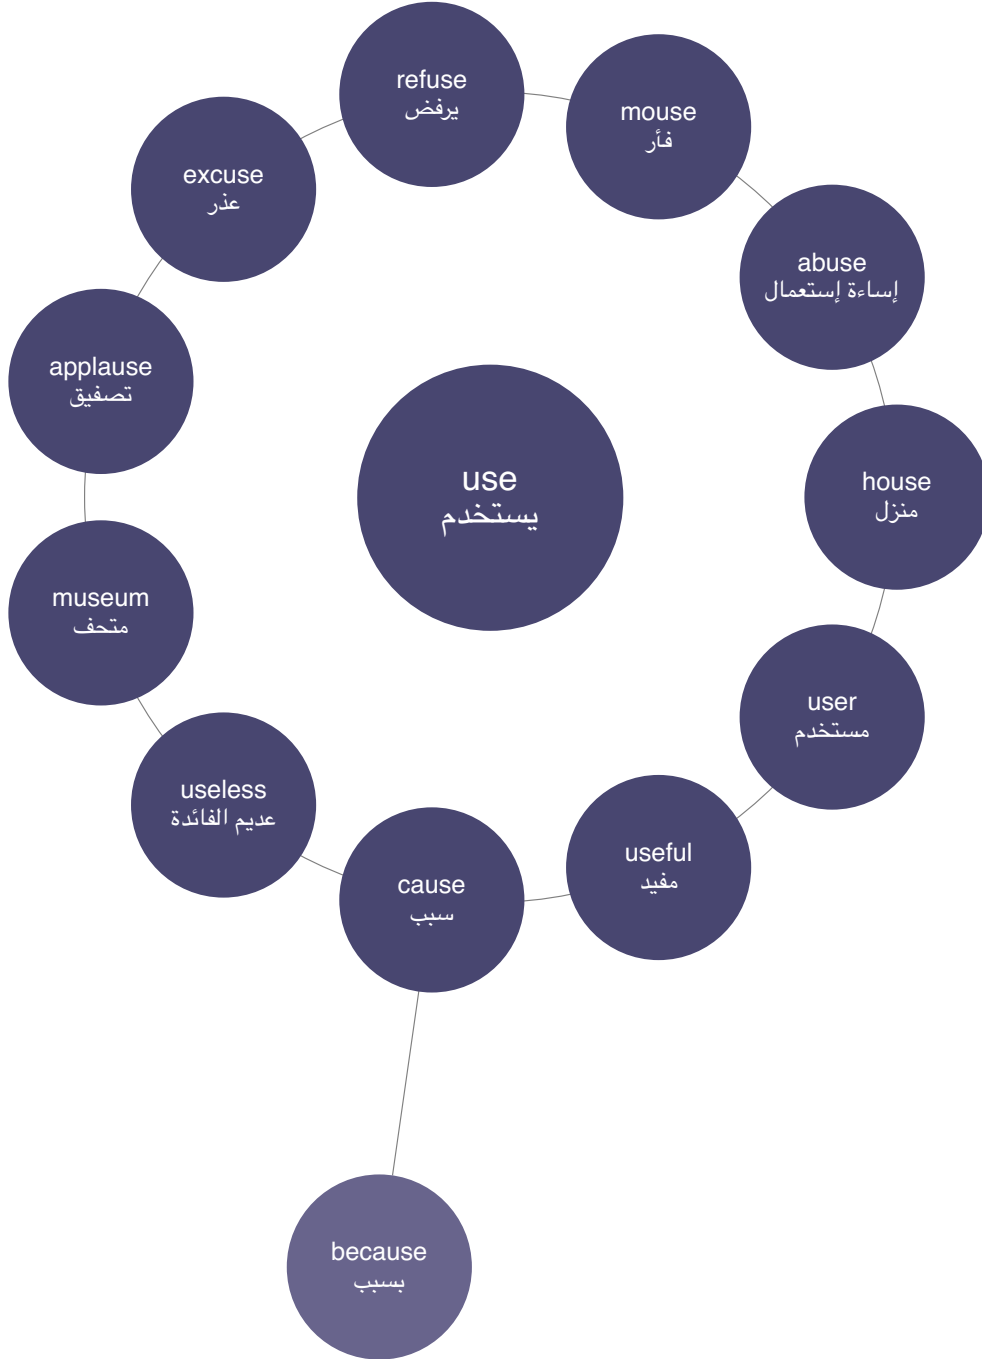 refuse
يرفض
mouse
فأر
excuse
عذر
abuse
إساءة إستعمال
applause
تصفيق
use
يستخدم
house
منزل
museum
متحف
user
مستخدم
useless
عديم الفائدة
useful
مفيد
cause
سبب
because
بسبب